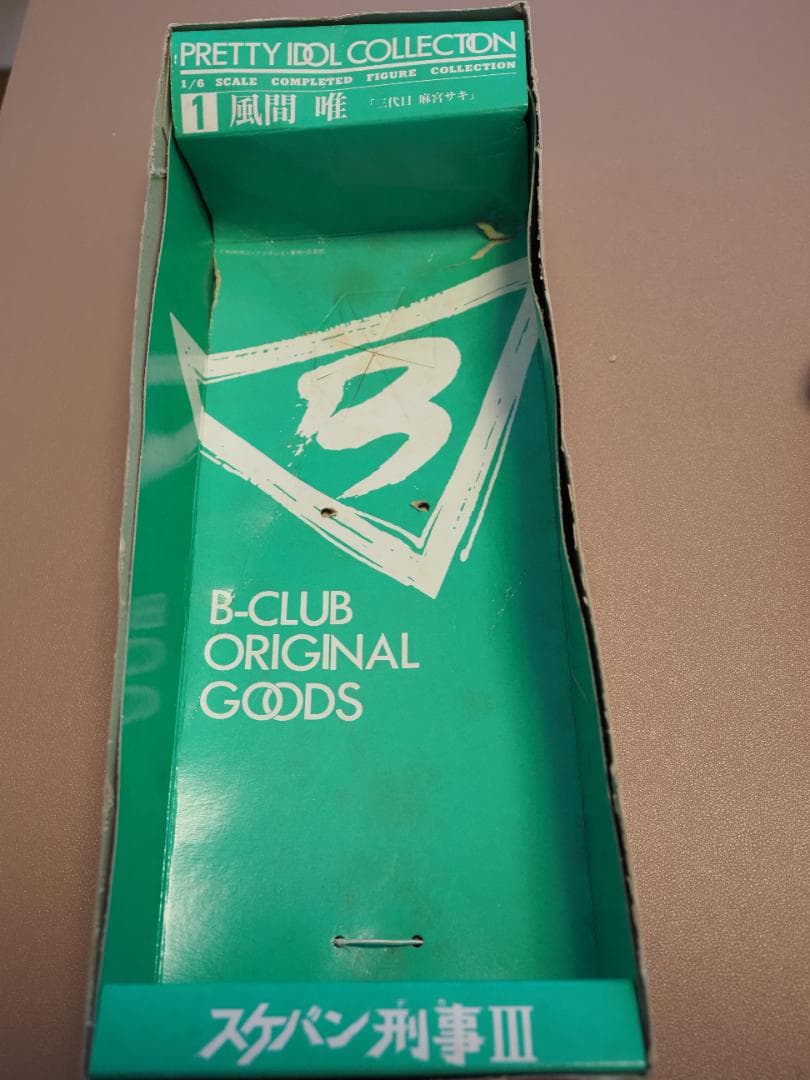 PRETTY IDOL COLLECTON
1/6 SCALE COMPLETED FIGURE COLLECTION
1 風間 唯 「三代目 麻宮サキ」
B
B-CLUB
ORIGINAL
GOODS
スケバン刑事III